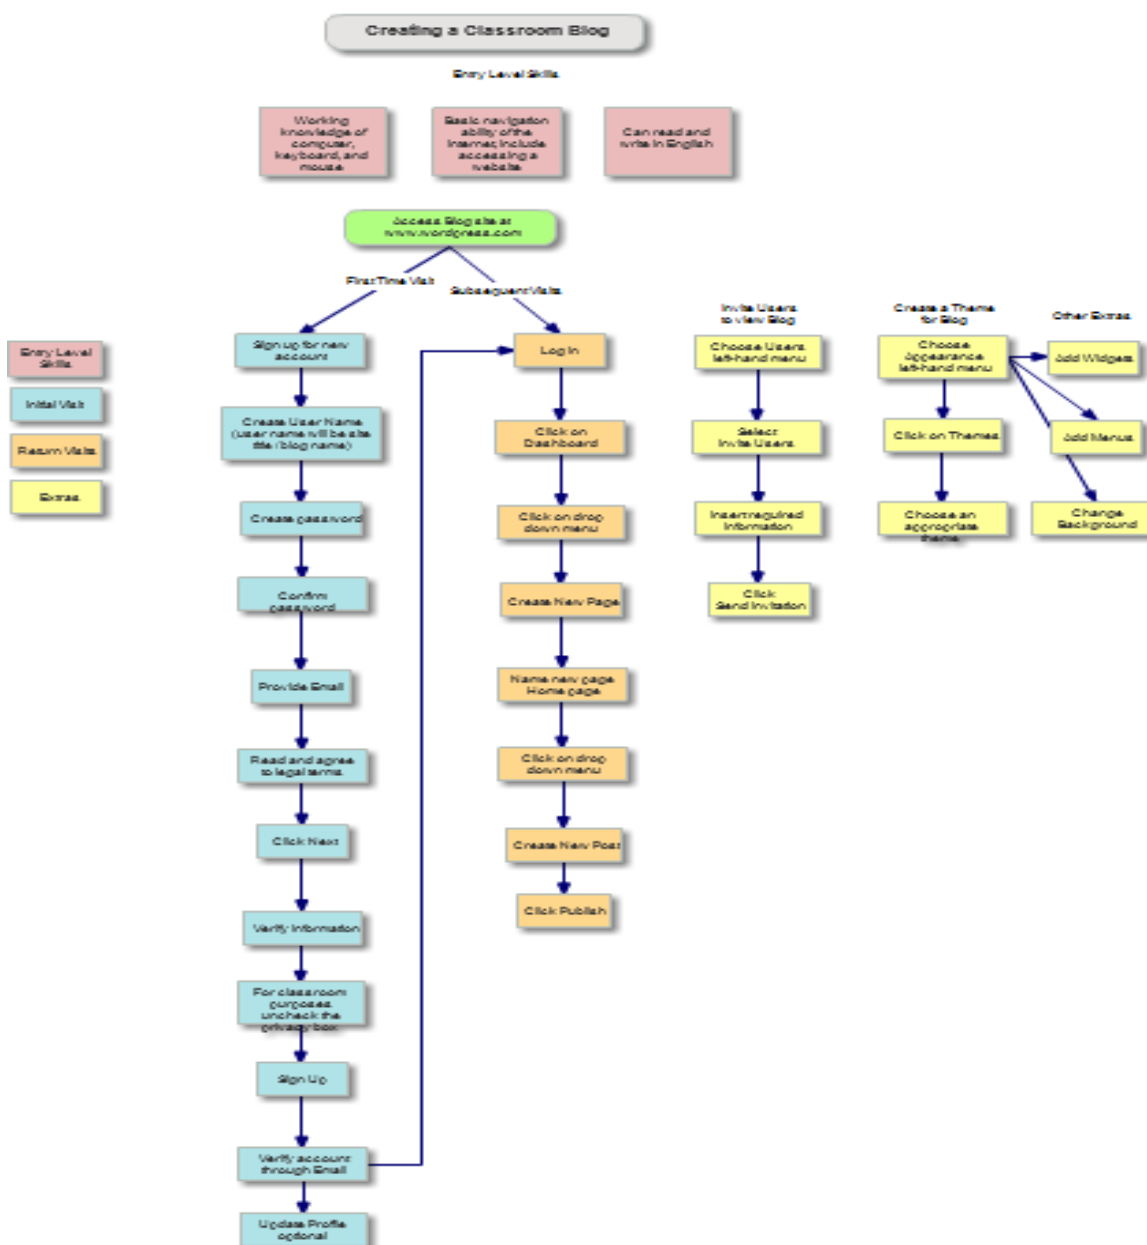 Creating a Classroom Blog
Entry Level Skills
Working
knowledge of
computer,
keyboard, and
mouse
Basic navigation
ability of the
internet, include
accessing a
website
Can read and
write in English
Access Blog site at
www.wordpress.com
First Time Visit
Subsequent Visits
Entry Level
Skills
Initial Visit
Return Visits
Extras
Sign up for new
account
Create User Name
(user name will be site
title /blog name)
Create password
Confirm
password
Provide Email
Read and agree
to legal terms
Click Next
Verify Information
For classroom
purposes
uncheck the
privacy box
Sign Up
Verify account
through Email
Update Profile
optional
Log In
Click on
Dashboard
Click on drop
down menu
Create New Page
Name new page
Home page
Click on drop
down menu
Create New Post
Click Publish
Invite Users
to view Blog
Choose Users
left-hand menu
Select
Invite Users
Insert required
Information
Click
Send Invitation
Create a Theme
for Blog
Choose
Appearance
left-hand menu
Click on Themes
Choose an
appropriate
theme
Other Extras
Add Widgets
Add Menus
Change
Background